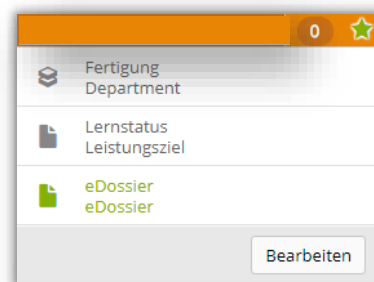 0
Fertigung
Department
Lernstatus
Leistungsziel
eDossier
eDossier
Bearbeiten